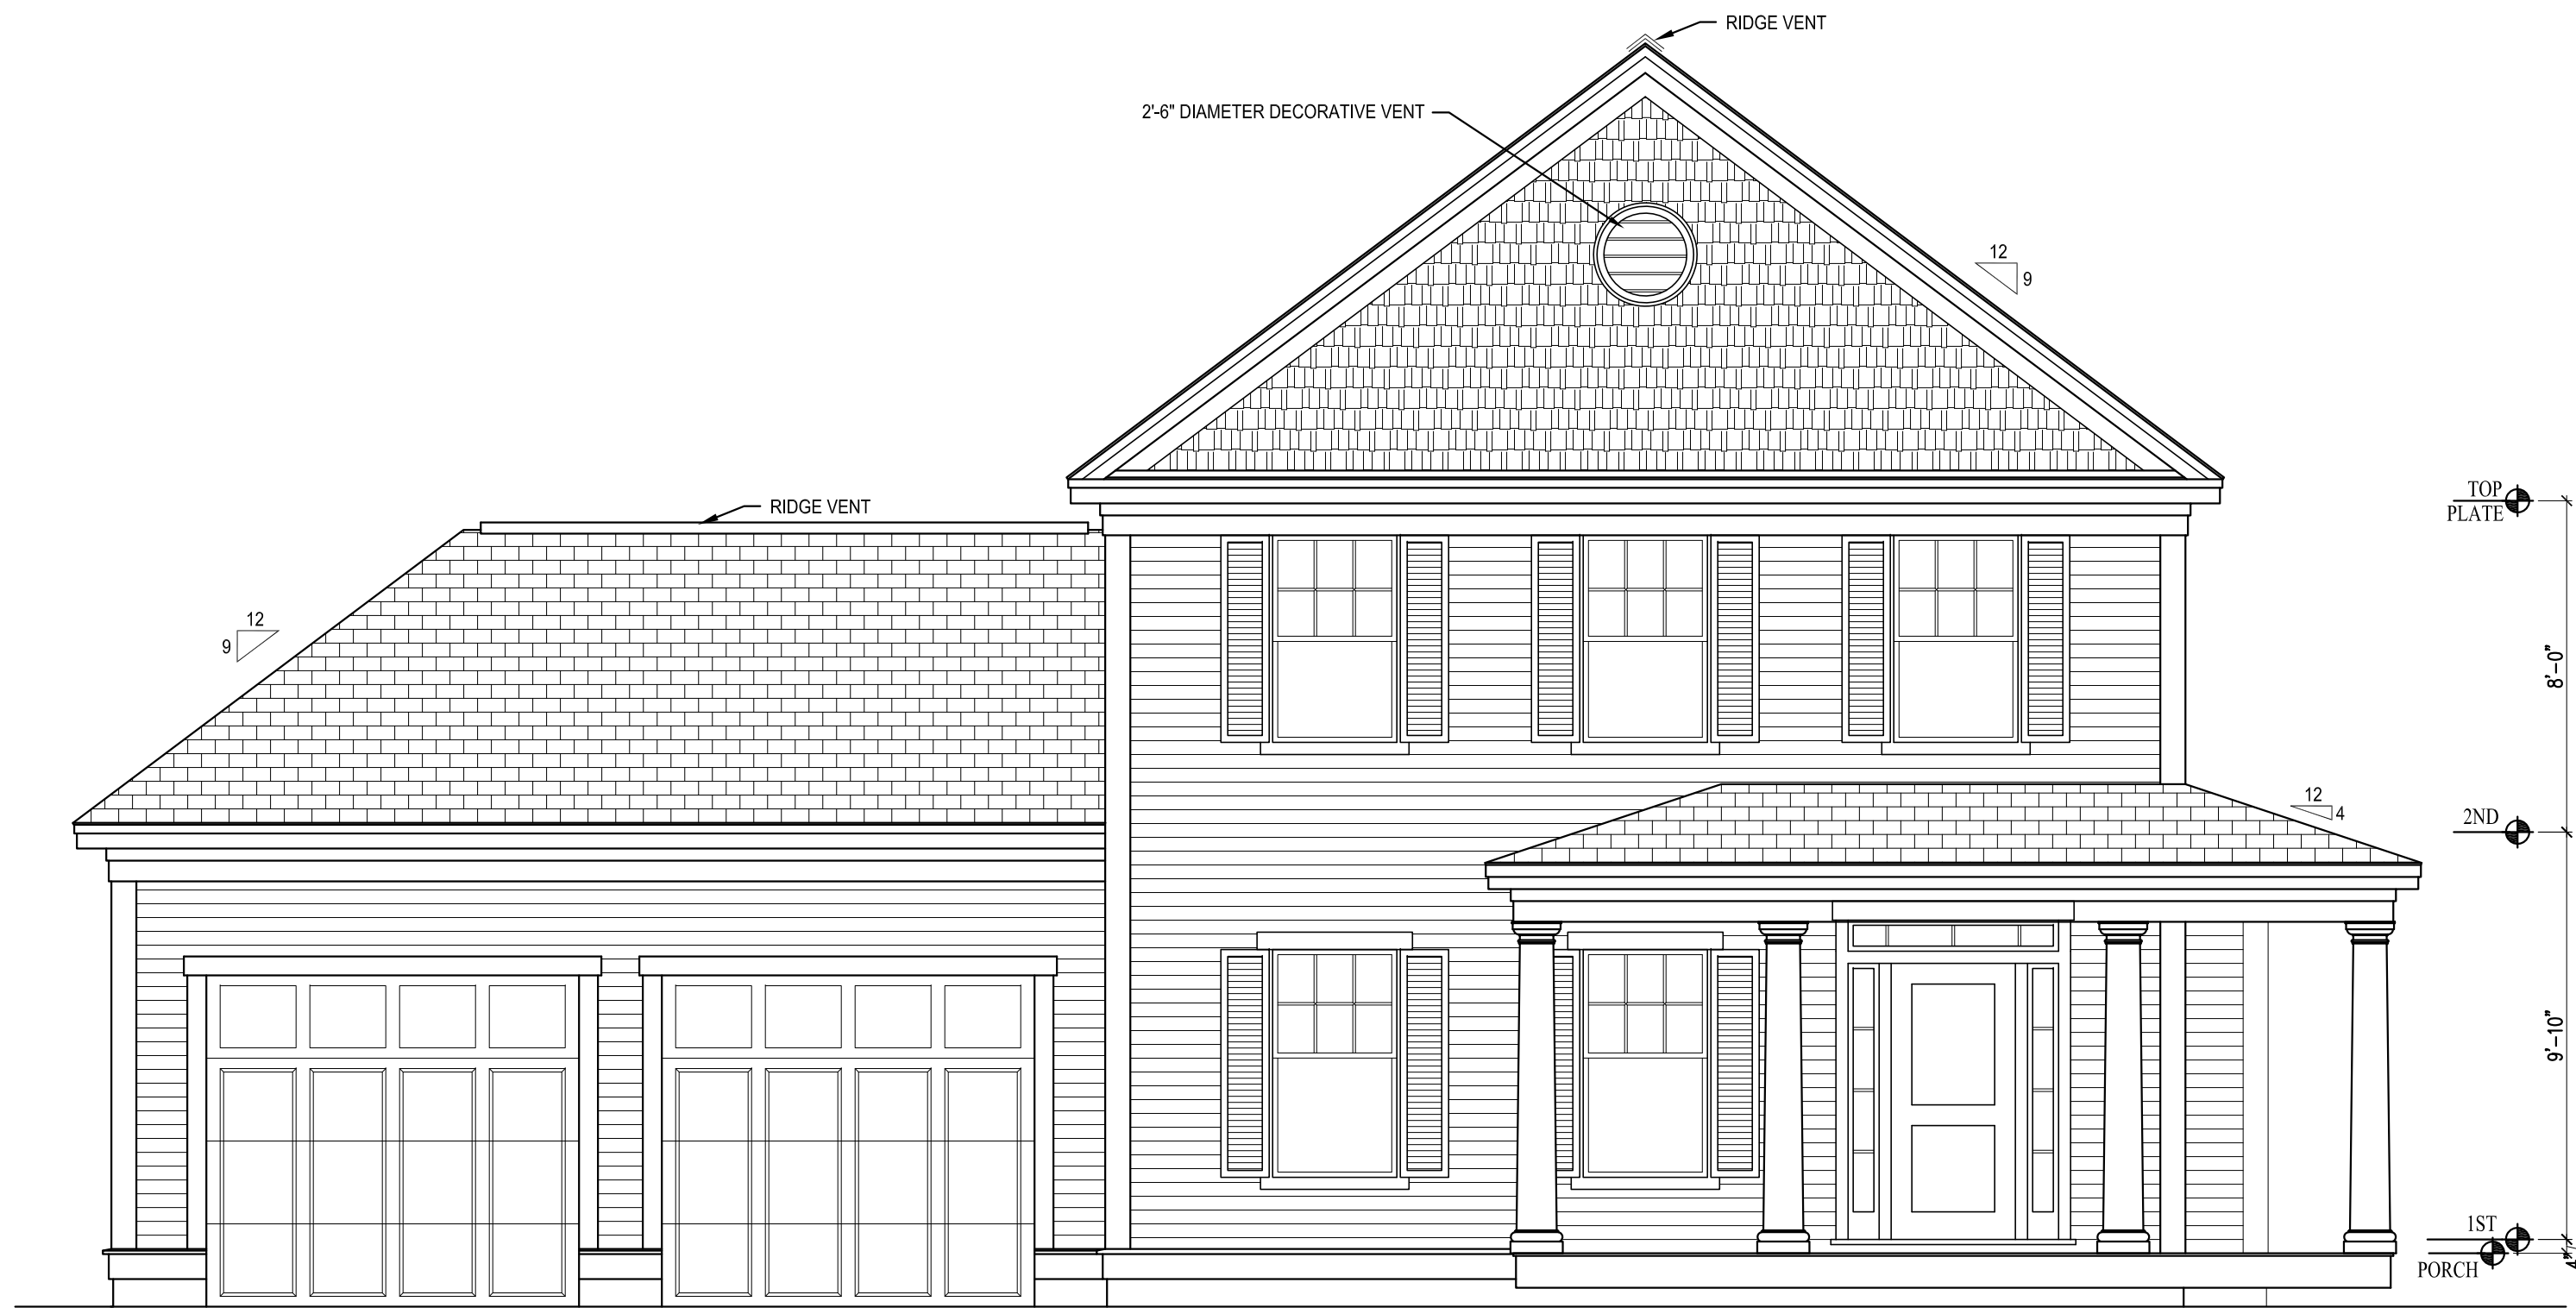 RIDGE VENT
2'-6" DIAMETER DECORATIVE VENT
12
9
TOP
PLATE
RIDGE VENT
12
9
8'-0"
12
4
2ND
9'-10"
1ST
4"
PORCH